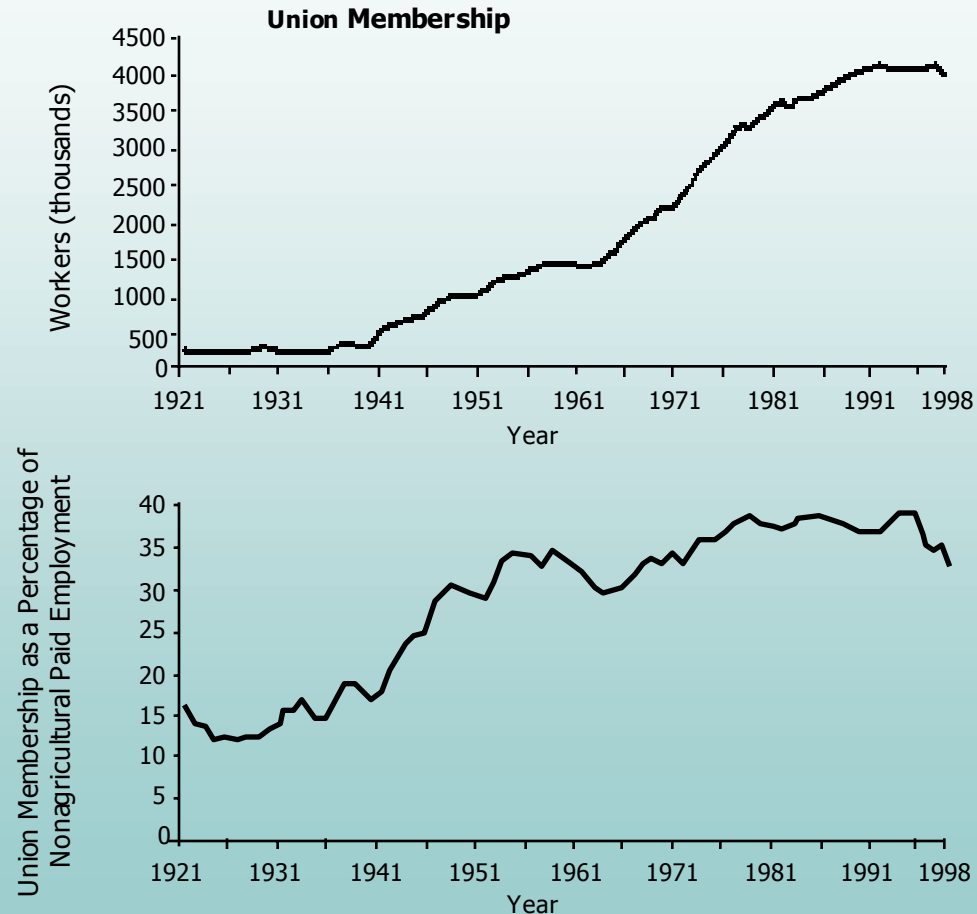 Union Membership
Workers (thousands)
4500
4000
3500
3000
2500
2000
1500
1000
500
0
1921 1931 1941 1951 1961 1971 1981 1991 1998
Year
Union Membership as a Percentage of
Nonagricultural Paid Employment
40
35
30
25
20
15
10
5
0
1921 1931 1941 1951 1961 1971 1981 1991 1998
Year